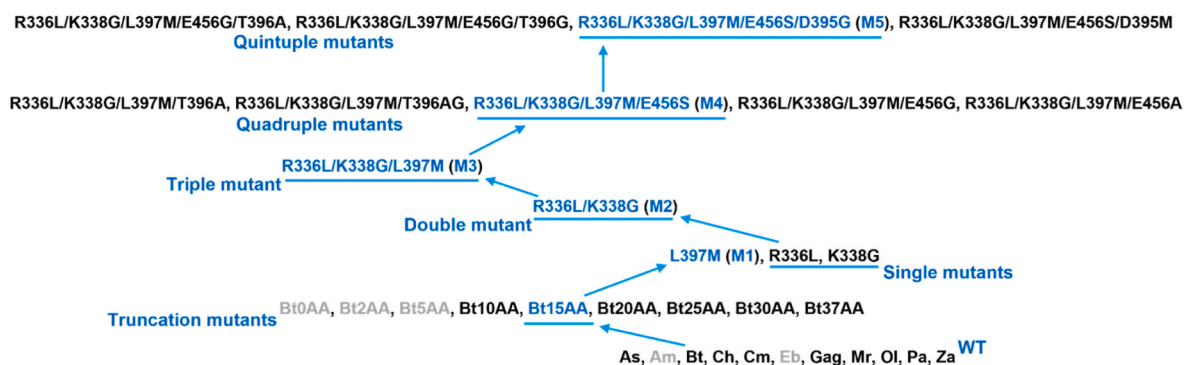 R336L/K338G/L397M/E456G/T396A, R336L/K338G/L397M/E456G/T396G, R336L/K338G/L397M/E456S/D395G (M5), R336L/K338G/L397M/E456S/D395M
Quintuple mutants
R336L/K338G/L397M/T396A, R336L/K338G/L397M/T396AG, R336L/K338G/L397M/E456S (M4), R336L/K338G/L397M/E456G, R336L/K338G/L397M/E456A
Quadruple mutants
R336L/K338G/L397M (M3)
Triple mutant
R336L/K338G (M2)
Double mutant
L397M (M1), R336L, K338G
Single mutants
Bt0AA, Bt2AA, Bt5AA, Bt10AA, Bt15AA, Bt20AA, Bt25AA, Bt30AA, Bt37AA
Truncation mutants
As, Am, Bt, Ch, Cm, Eb, Gag, Mr, Ol, Pa, Za WT